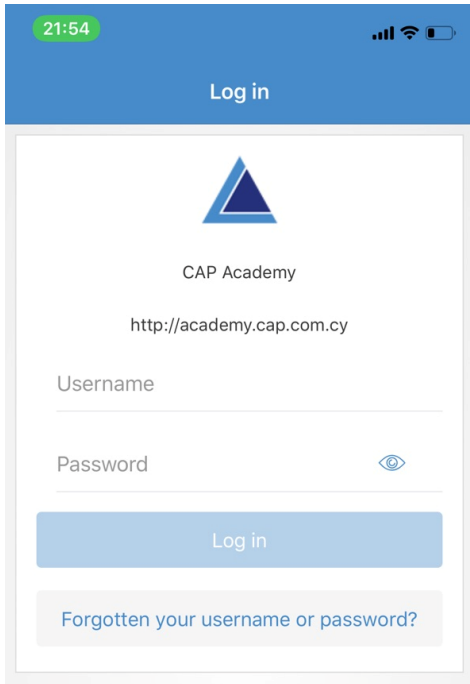 21:54
Log in
CAP Academy
http://academy.cap.com.cy
Username
Password
Log in
Forgotten your username or password?